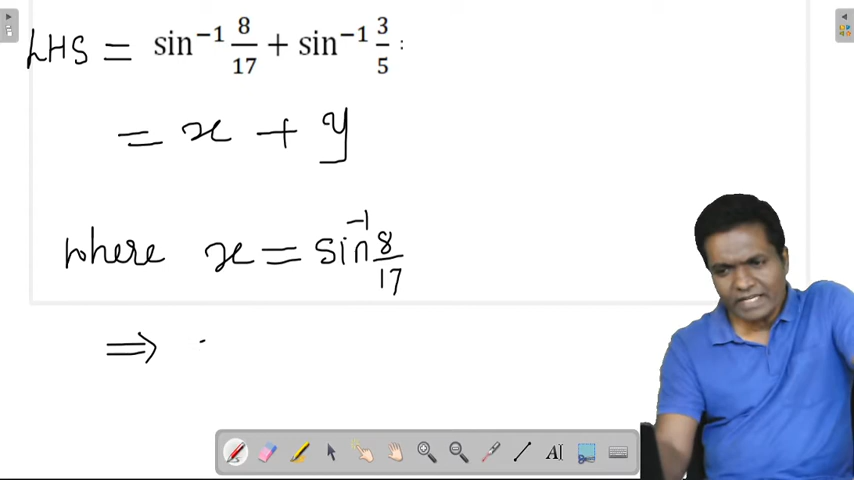 LHS = sin⁻¹ 8/17 + sin⁻¹ 3/5 :
= x + y
where x = sin⁻¹ 8/17
⇒
A